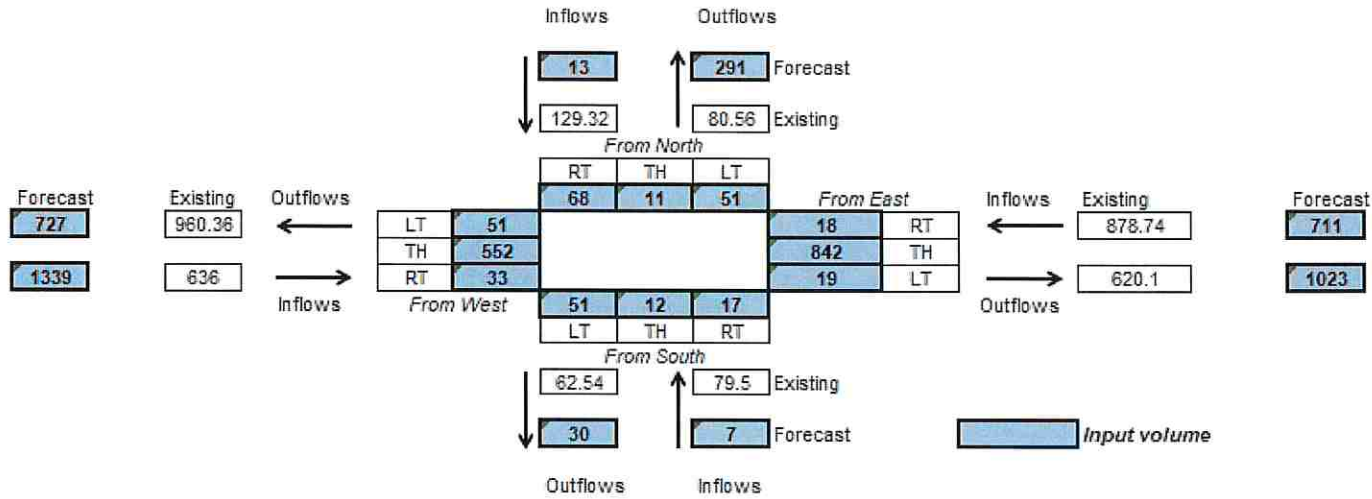 Inflows Outflows
13 291 Forecast
129.32 80.56 Existing
From North
RT TH LT
Forecast Existing Outflows 68 11 51 From East Inflows Existing Forecast
727 960.36 LT 51 18 RT 878.74 711
TH 552 842 TH
1339 636 RT 33 19 LT 620.1 1023
Inflows From West 51 12 17 Outflows
LT TH RT
From South
62.54 79.5 Existing
30 7 Forecast Input volume
Outflows Inflows